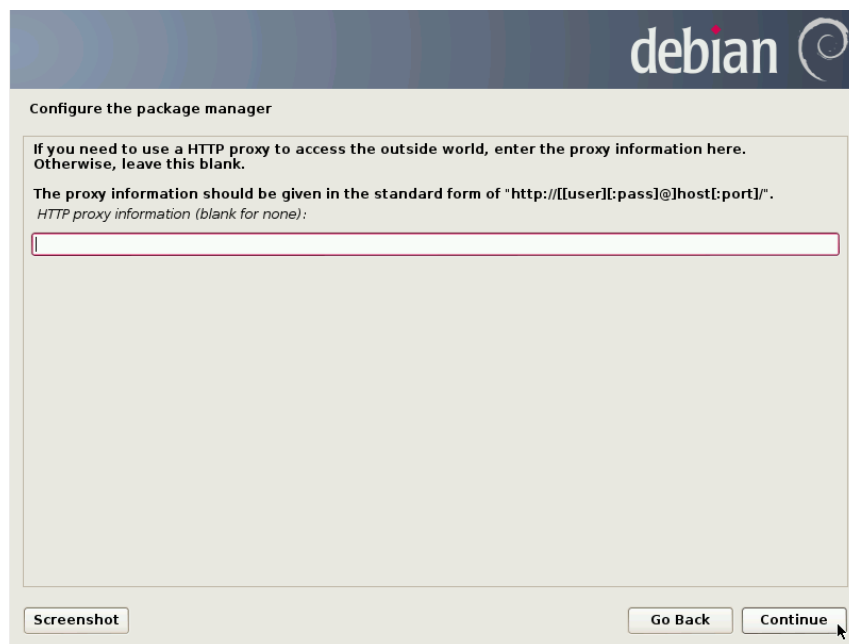 debian
Configure the package manager
If you need to use a HTTP proxy to access the outside world, enter the proxy information here.
Otherwise, leave this blank.
The proxy information should be given in the standard form of "http://[[user][:pass]@]host[:port]/".
HTTP proxy information (blank for none):
Screenshot
Go Back
Continue